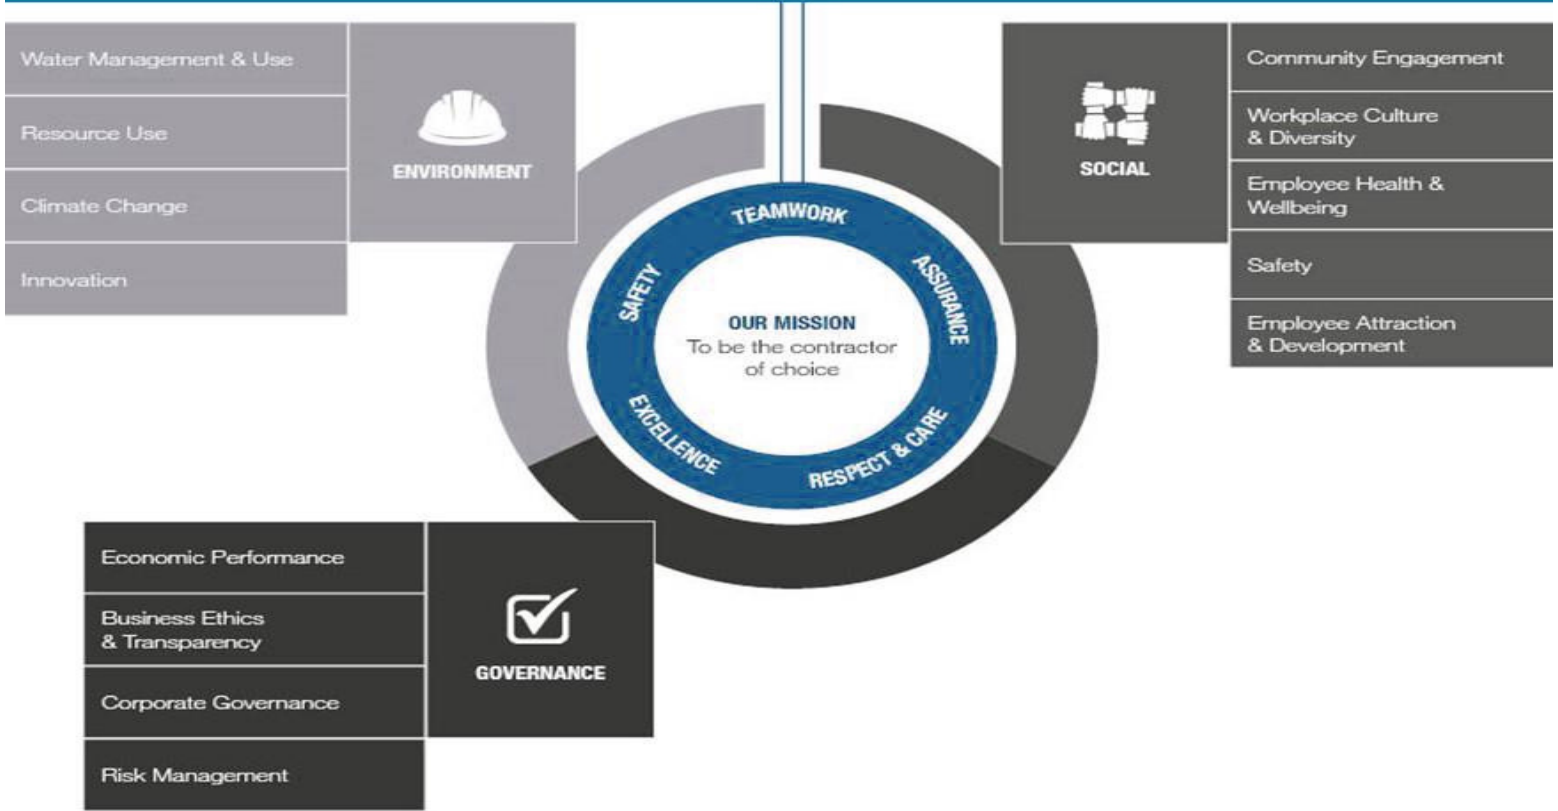 Water Management & Use
Resource Use
Climate Change
Innovation
ENVIRONMENT
SOCIAL
Community Engagement
Workplace Culture
& Diversity
Employee Health &
Wellbeing
Safety
Employee Attraction
& Development
TEAMWORK
ASSURANCE
RESPECT & CARE
EXCELLENCE
SAFETY
OUR MISSION
To be the contractor
of choice
Economic Performance
Business Ethics
& Transparency
Corporate Governance
Risk Management
GOVERNANCE